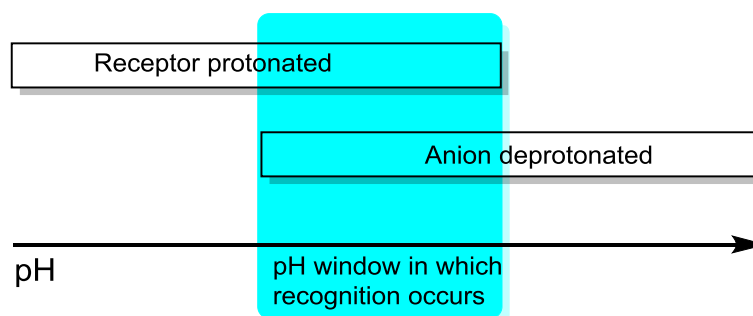 Receptor protonated
Anion deprotonated
pH
pH window in which
recognition occurs